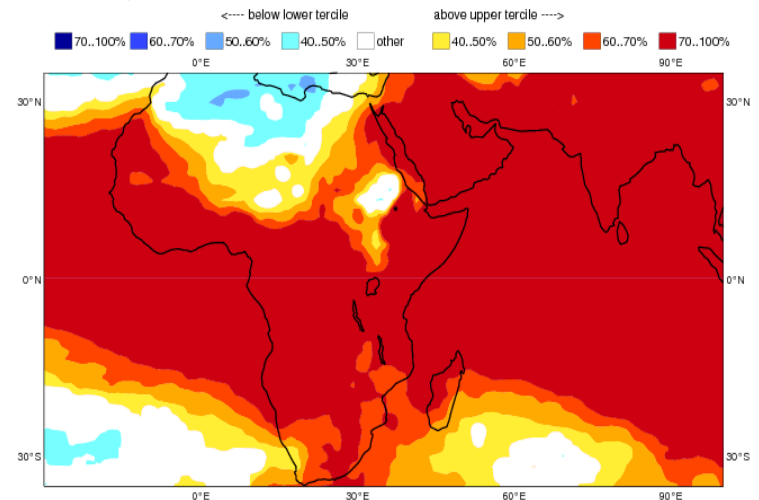 <---- below lower tercile above upper tercile ---->
70..100% 60..70% 50..60% 40..50% other 40..50% 50..60% 60..70% 70..100%
0°E 30°E 60°E 90°E
30°N 30°N
0°N 0°N
30°S 30°S
0°E 30°E 60°E 90°E